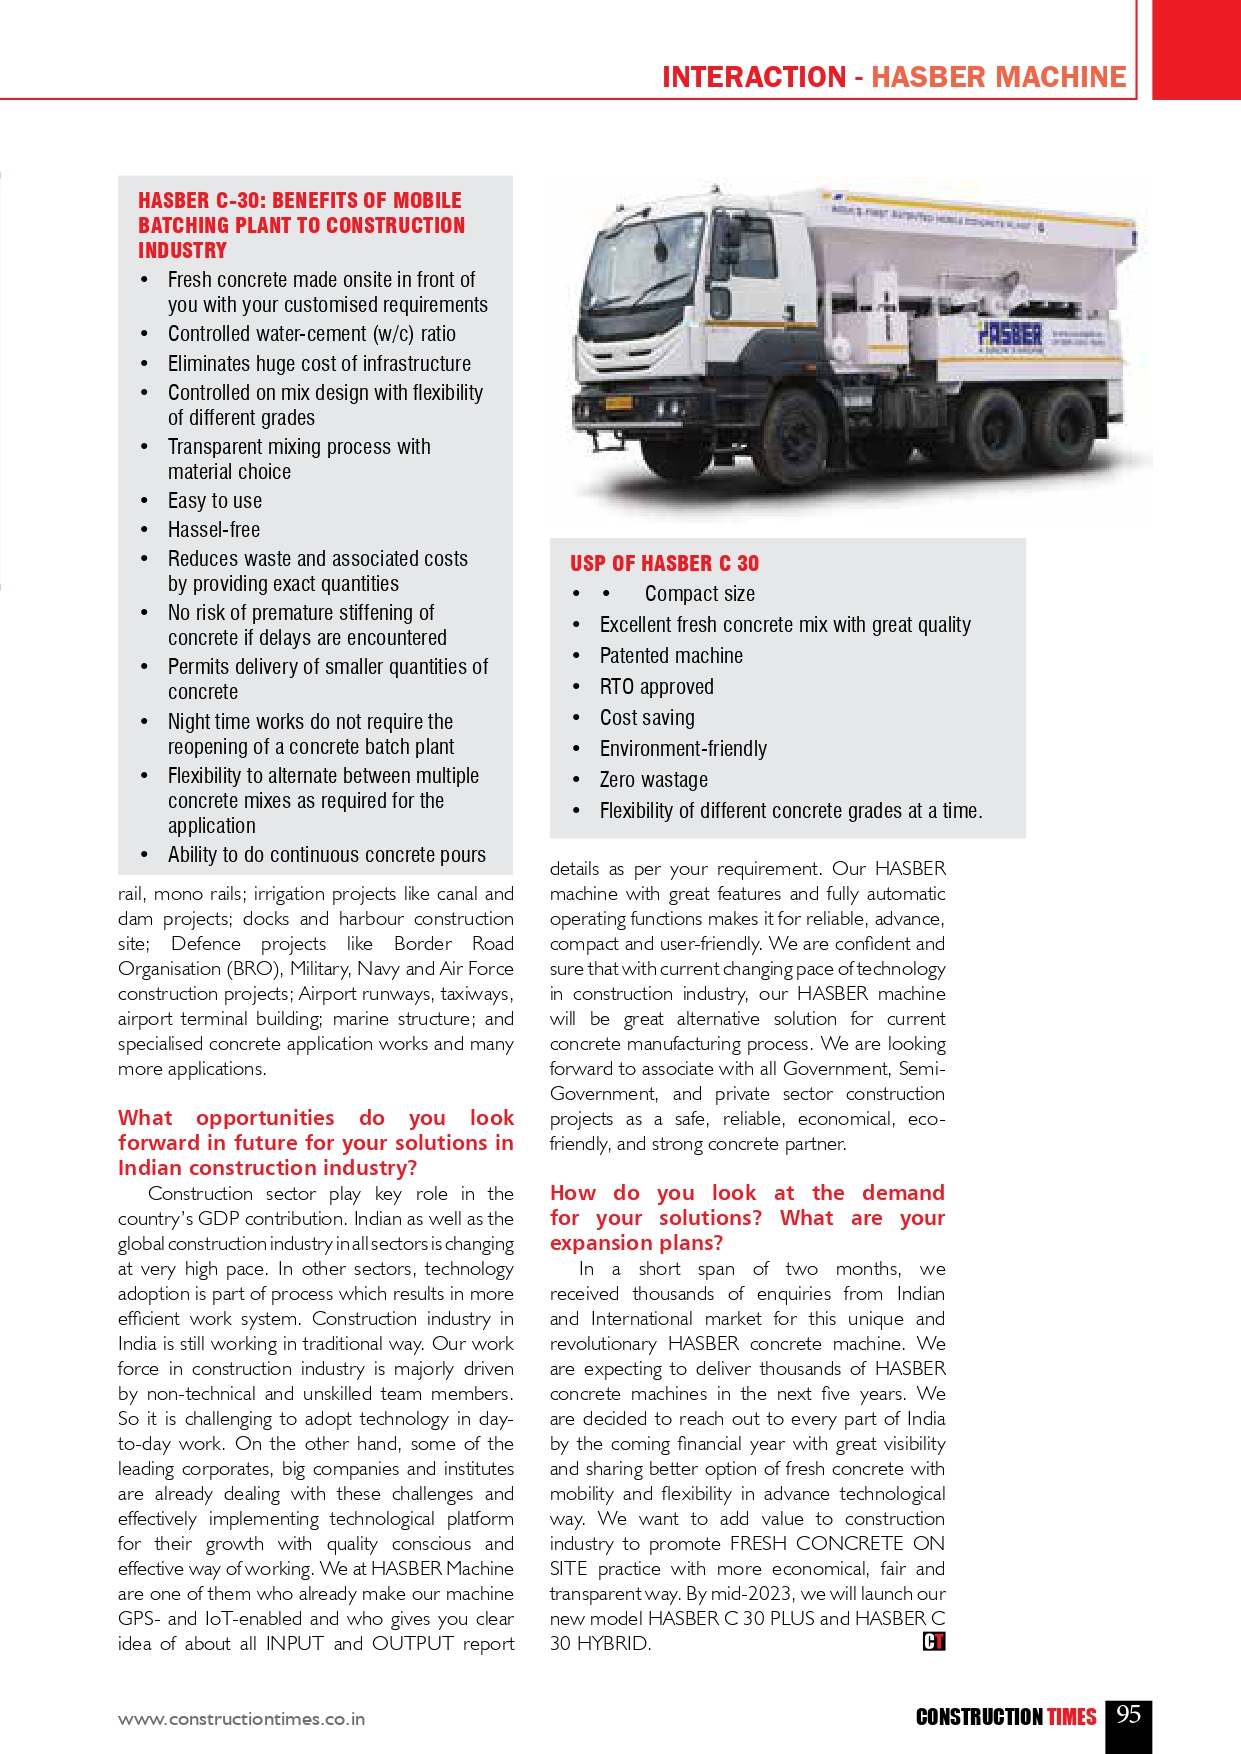 INTERACTION - HASBER MACHINE
HASBER C-30: BENEFITS OF MOBILE
BATCHING PLANT TO CONSTRUCTION
INDUSTRY
• Fresh concrete made onsite in front of
you with your customised requirements
• Controlled water-cement (w/c) ratio
• Eliminates huge cost of infrastructure
• Controlled on mix design with flexibility
of different grades
• Transparent mixing process with
material choice
• Easy to use
• Hassel-free
• Reduces waste and associated costs
by providing exact quantities
• No risk of premature stiffening of
concrete if delays are encountered
• Permits delivery of smaller quantities of
concrete
• Night time works do not require the
reopening of a concrete batch plant
• Flexibility to alternate between multiple
concrete mixes as required for the
application
• Ability to do continuous concrete pours
rail, mono rails; irrigation projects like canal and
dam projects; docks and harbour construction
site; Defence projects like Border Road
Organisation (BRO), Military, Navy and Air Force
construction projects; Airport runways, taxiways,
airport terminal building; marine structure; and
specialised concrete application works and many
more applications.
What opportunities do you look
forward in future for your solutions in
Indian construction industry?
Construction sector play key role in the
country's GDP contribution. Indian as well as the
global construction industry in all sectors is changing
at very high pace. In other sectors, technology
adoption is part of process which results in more
efficient work system. Construction industry in
India is still working in traditional way. Our work
force in construction industry is majorly driven
by non-technical and unskilled team members.
So it is challenging to adopt technology in day-
to-day work. On the other hand, some of the
leading corporates, big companies and institutes
are already dealing with these challenges and
effectively implementing technological platform
for their growth with quality conscious and
effective way of working. We at HASBER Machine
are one of them who already make our machine
GPS- and IoT-enabled and who gives you clear
idea of about all INPUT and OUTPUT report
INDIA'S FIRST PATENTED MOBILE CONCRETE PLANT
HASBER
USP OF HASBER C 30
• • Compact size
• Excellent fresh concrete mix with great quality
• Patented machine
• RTO approved
• Cost saving
• Environment-friendly
• Zero wastage
• Flexibility of different concrete grades at a time.
details as per your requirement. Our HASBER
machine with great features and fully automatic
operating functions makes it for reliable, advance,
compact and user-friendly. We are confident and
sure that with current changing pace of technology
in construction industry, our HASBER machine
will be great alternative solution for current
concrete manufacturing process. We are looking
forward to associate with all Government, Semi-
Government, and private sector construction
projects as a safe, reliable, economical, eco-
friendly, and strong concrete partner.
How do you look at the demand
for your solutions? What are your
expansion plans?
In a short span of two months, we
received thousands of enquiries from Indian
and International market for this unique and
revolutionary HASBER concrete machine. We
are expecting to deliver thousands of HASBER
concrete machines in the next five years. We
are decided to reach out to every part of India
by the coming financial year with great visibility
and sharing better option of fresh concrete with
mobility and flexibility in advance technological
way. We want to add value to construction
industry to promote FRESH CONCRETE ON
SITE practice with more economical, fair and
transparent way. By mid-2023, we will launch our
new model HASBER C 30 PLUS and HASBER C
30 HYBRID.
CT
www.constructiontimes.co.in
CONSTRUCTION TIMES 95